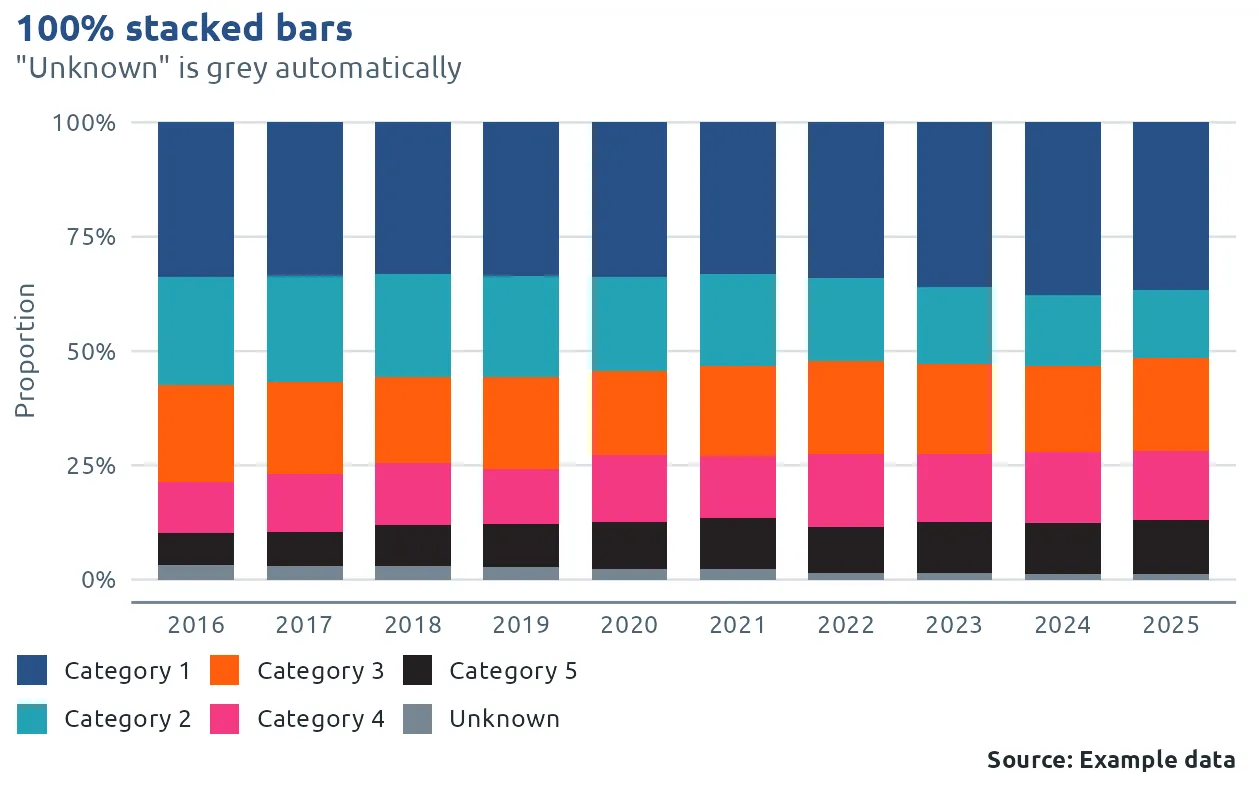 100% stacked bars
"Unknown" is grey automatically
Proportion
100%
75%
50%
25%
0%
2016 2017 2018 2019 2020 2021 2022 2023 2024 2025
Category 1 Category 3 Category 5
Category 2 Category 4 Unknown
Source: Example data